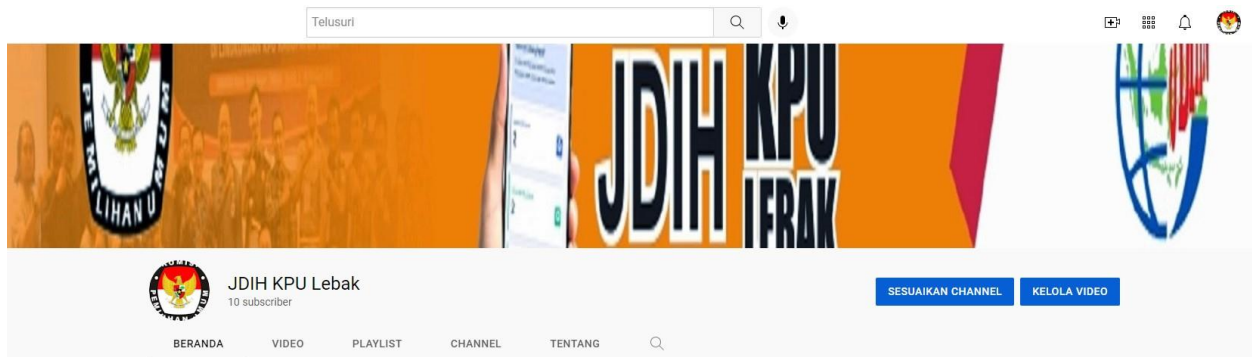 Telusuri
PEMILIHAN UMUM
JDIH KPU
LEBAK
JDIH KPU Lebak
10 subscriber
SESUAIKAN CHANNEL
KELOLA VIDEO
BERANDA VIDEO PLAYLIST CHANNEL TENTANG